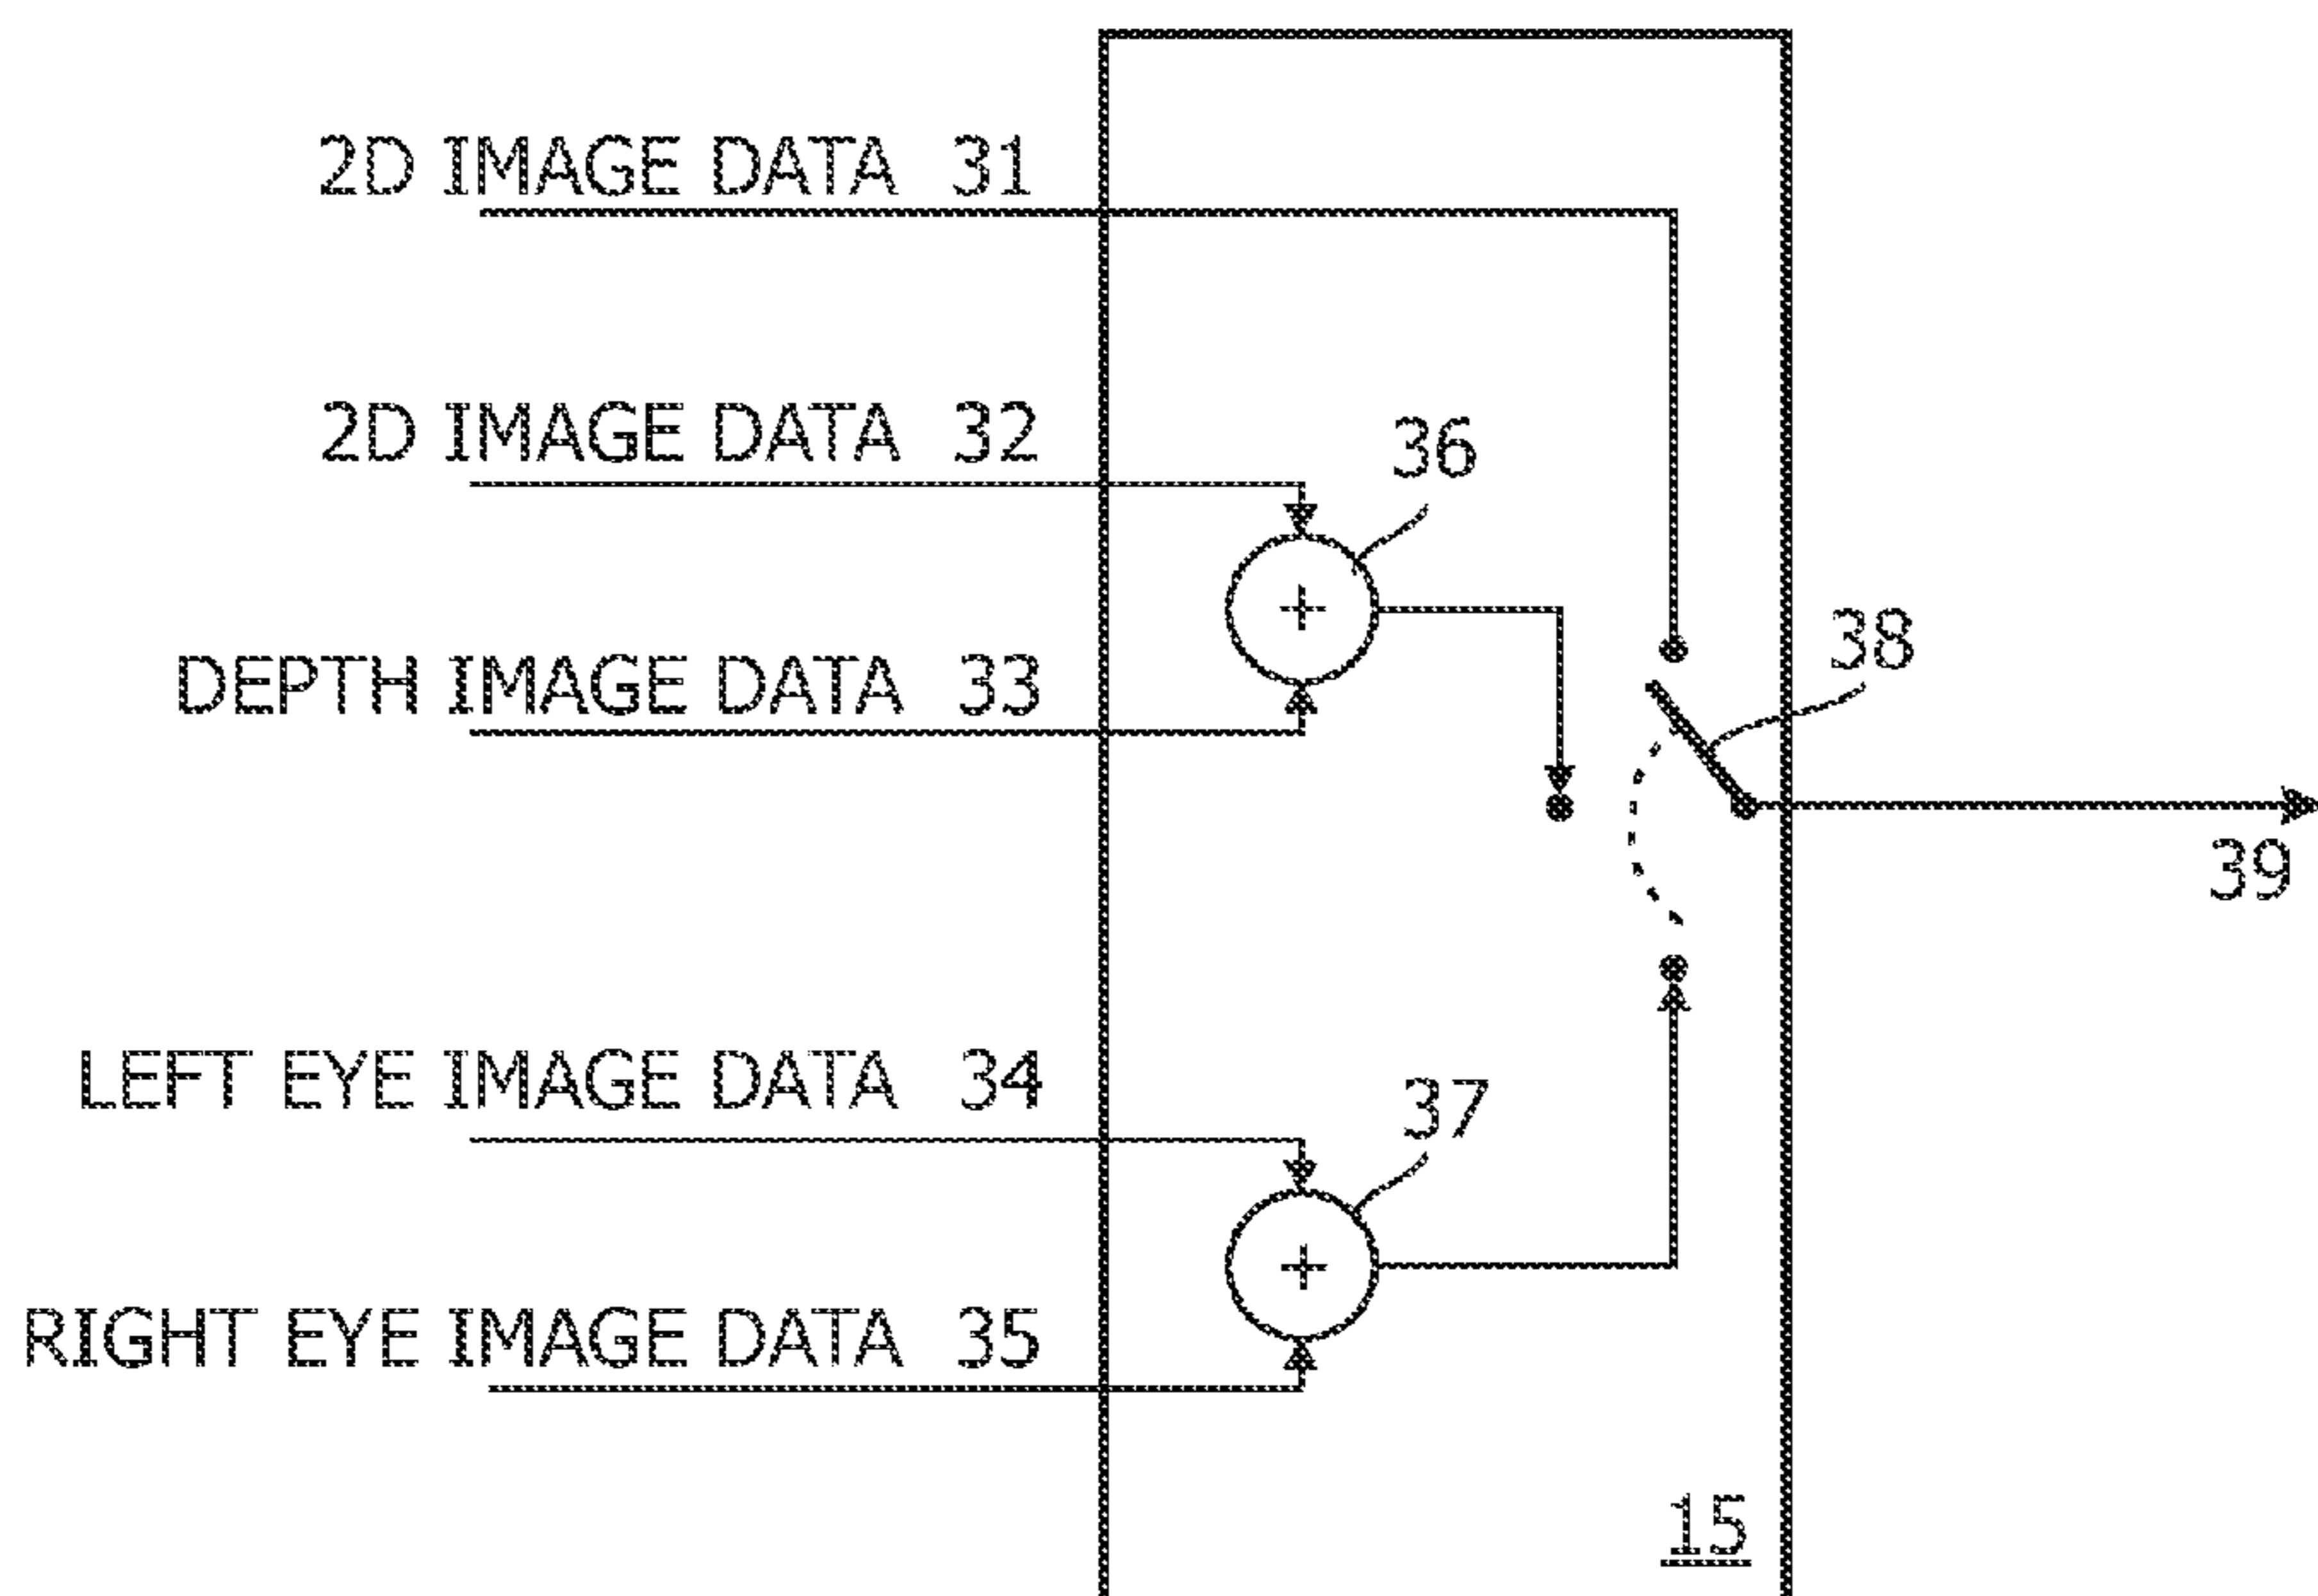 2D IMAGE DATA 31
2D IMAGE DATA 32
36
38
DEPTH IMAGE DATA 33
39
LEFT EYE IMAGE DATA 34
37
RIGHT EYE IMAGE DATA 35
15